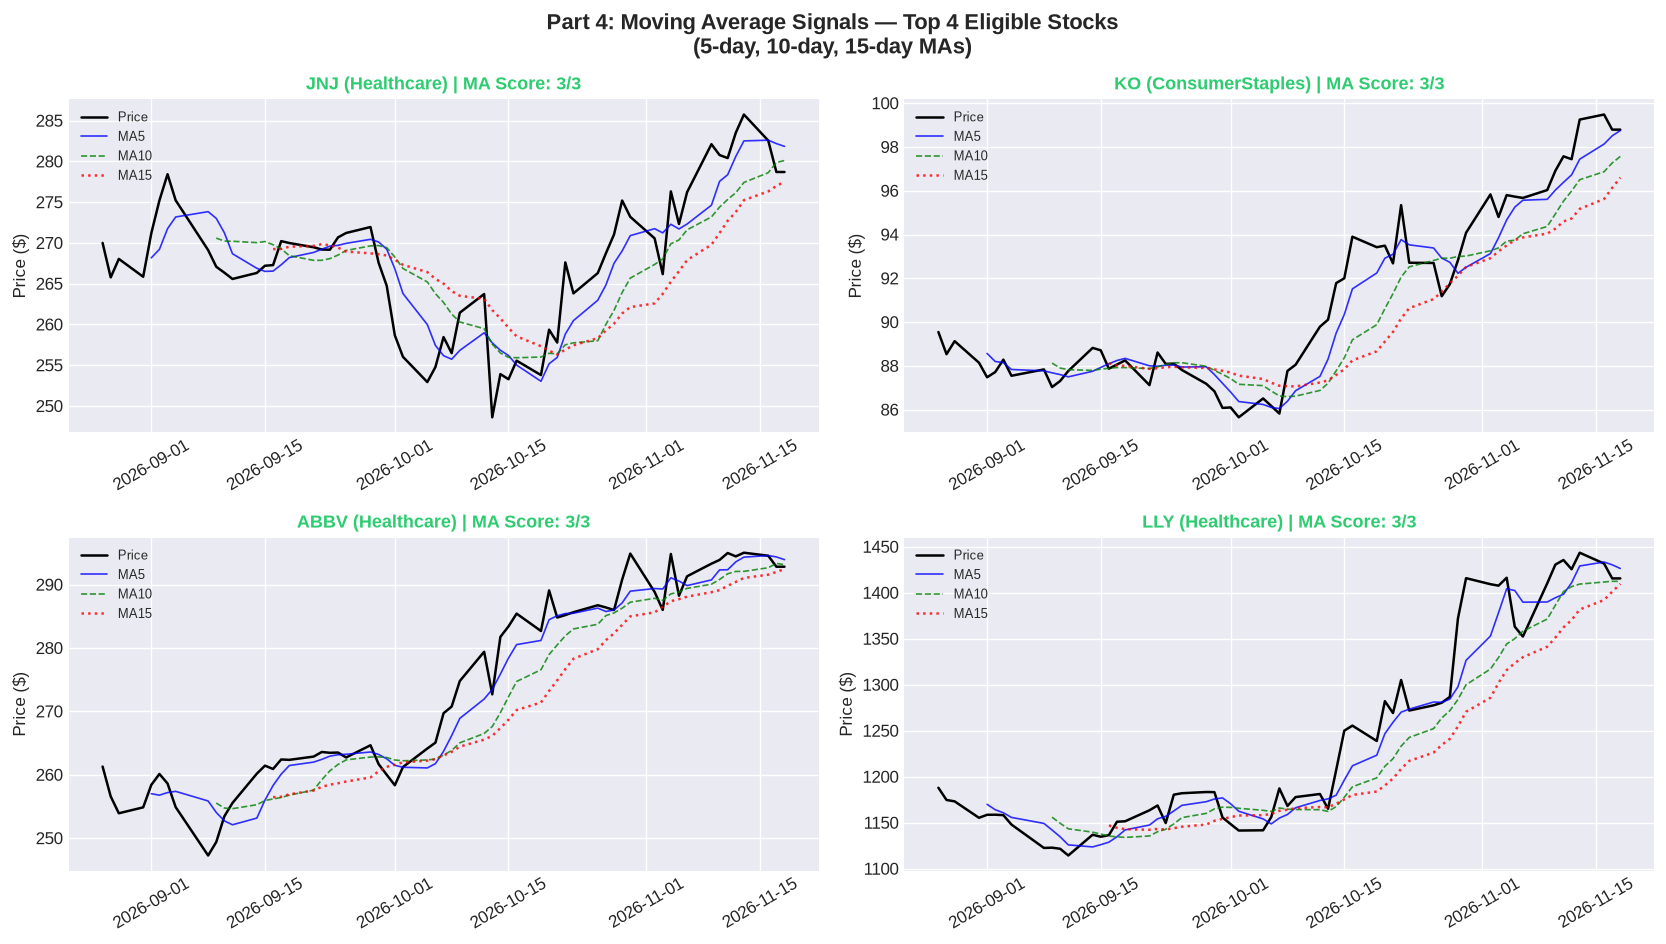 Part 4: Moving Average Signals — Top 4 Eligible Stocks
(5-day, 10-day, 15-day MAs)
JNJ (Healthcare) | MA Score: 3/3
Price ($)
285
280
275
270
265
260
255
250
Price
MA5
MA10
MA15
2026-09-01
2026-09-15
2026-10-01
2026-10-15
2026-11-01
2026-11-15
KO (ConsumerStaples) | MA Score: 3/3
Price ($)
100
98
96
94
92
90
88
86
Price
MA5
MA10
MA15
2026-09-01
2026-09-15
2026-10-01
2026-10-15
2026-11-01
2026-11-15
ABBV (Healthcare) | MA Score: 3/3
Price ($)
290
280
270
260
250
Price
MA5
MA10
MA15
2026-09-01
2026-09-15
2026-10-01
2026-10-15
2026-11-01
2026-11-15
LLY (Healthcare) | MA Score: 3/3
Price ($)
1450
1400
1350
1300
1250
1200
1150
1100
Price
MA5
MA10
MA15
2026-09-01
2026-09-15
2026-10-01
2026-10-15
2026-11-01
2026-11-15